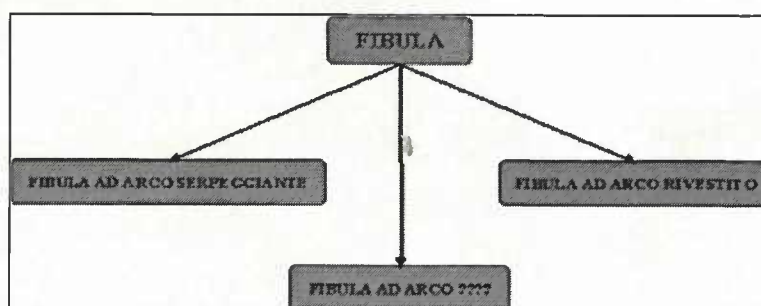 FIBULA
FIBULA AD ARCO SERPEGGIANTE
FIBULA AD ARCO RIVESTITO
FIBULA AD ARCO ????